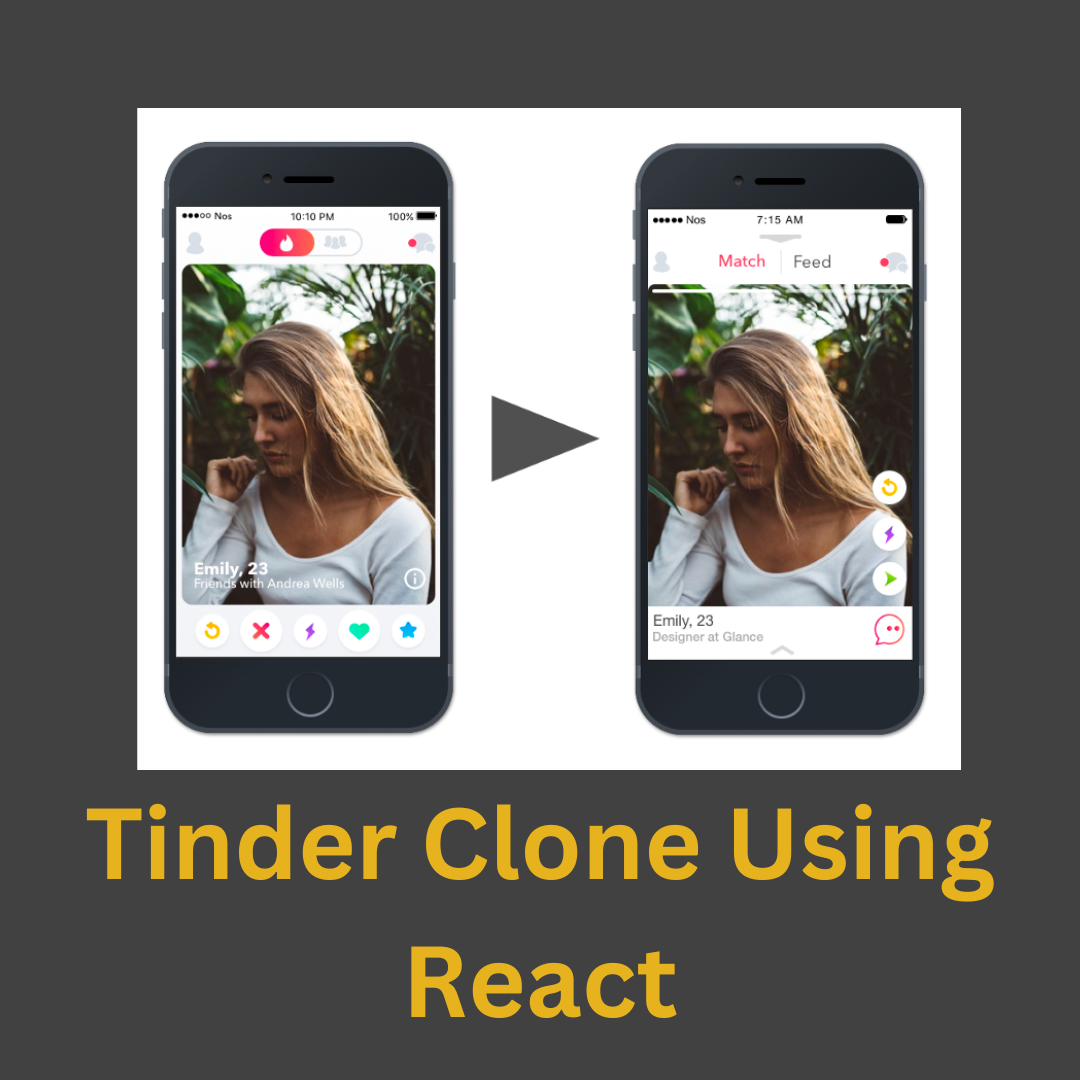 Nos 10:10 PM 100%
Emily, 23
Friends with Andrea Wells
Nos 7:15 AM
Match Feed
Emily, 23
Designer at Glance
Tinder Clone Using
React